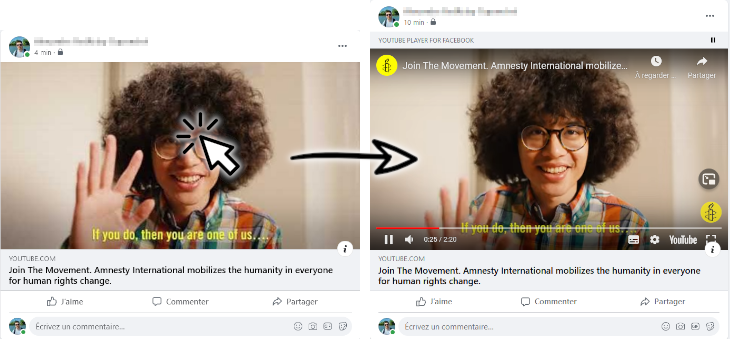 4 min ·
If you do, then you are one of us....
YOUTUBE.COM
Join The Movement. Amnesty International mobilizes the humanity in everyone
for human rights change.
J'aime
Commenter
Partager
Écrivez un commentaire...
10 min ·
YOUTUBE PLAYER FOR FACEBOOK
Join The Movement. Amnesty International mobilize...
À regarder...
Partager
If you do, then you are one of us....
0:25 / 2:20
YouTube
YOUTUBE.COM
Join The Movement. Amnesty International mobilizes the humanity in everyone
for human rights change.
J'aime
Commenter
Partager
Écrivez un commentaire...